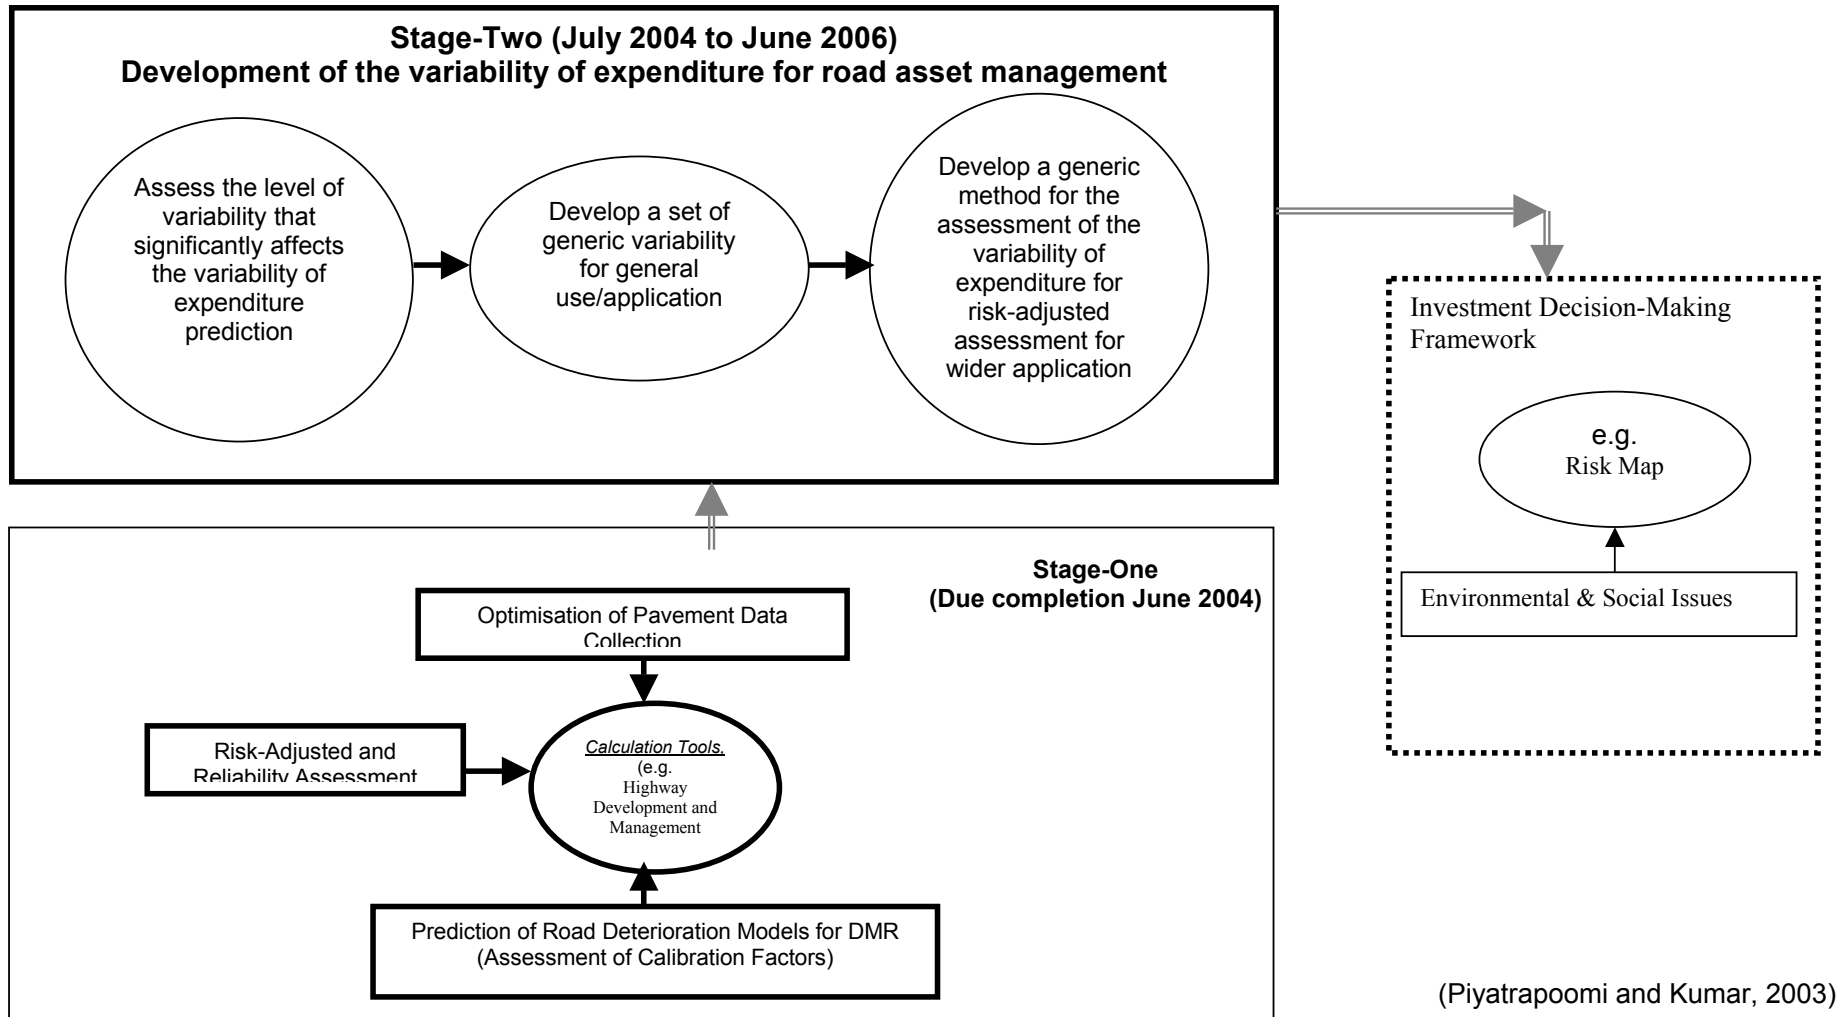 Stage-Two (July 2004 to June 2006)
Development of the variability of expenditure for road asset management
Assess the level of
variability that
significantly affects
the variability of
expenditure
prediction
Develop a set of
generic variability
for general
use/application
Develop a generic
method for the
assessment of the
variability of
expenditure for
risk-adjusted
assessment for
wider application
Investment Decision-Making
Framework
e.g.
Risk Map
Environmental & Social Issues
Stage-One
(Due completion June 2004)
Optimisation of Pavement Data
Collection
Risk-Adjusted and
Reliability Assessment
Calculation Tools,
(e.g.
Highway
Development and
Management
Prediction of Road Deterioration Models for DMR
(Assessment of Calibration Factors)
(Piyatrapoomi and Kumar, 2003)